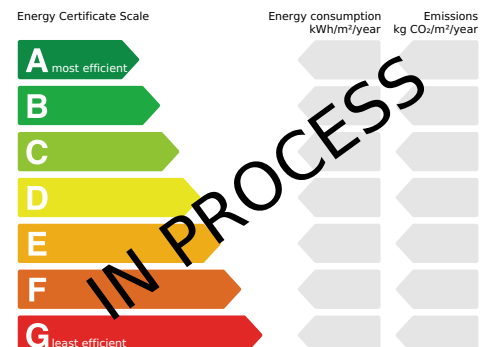 Energy Certificate Scale
Energy consumption
kWh/m²/year
Emissions
kg CO₂/m²/year
A most efficient
B
C
D
E
F
G least efficient
IN PROCESS